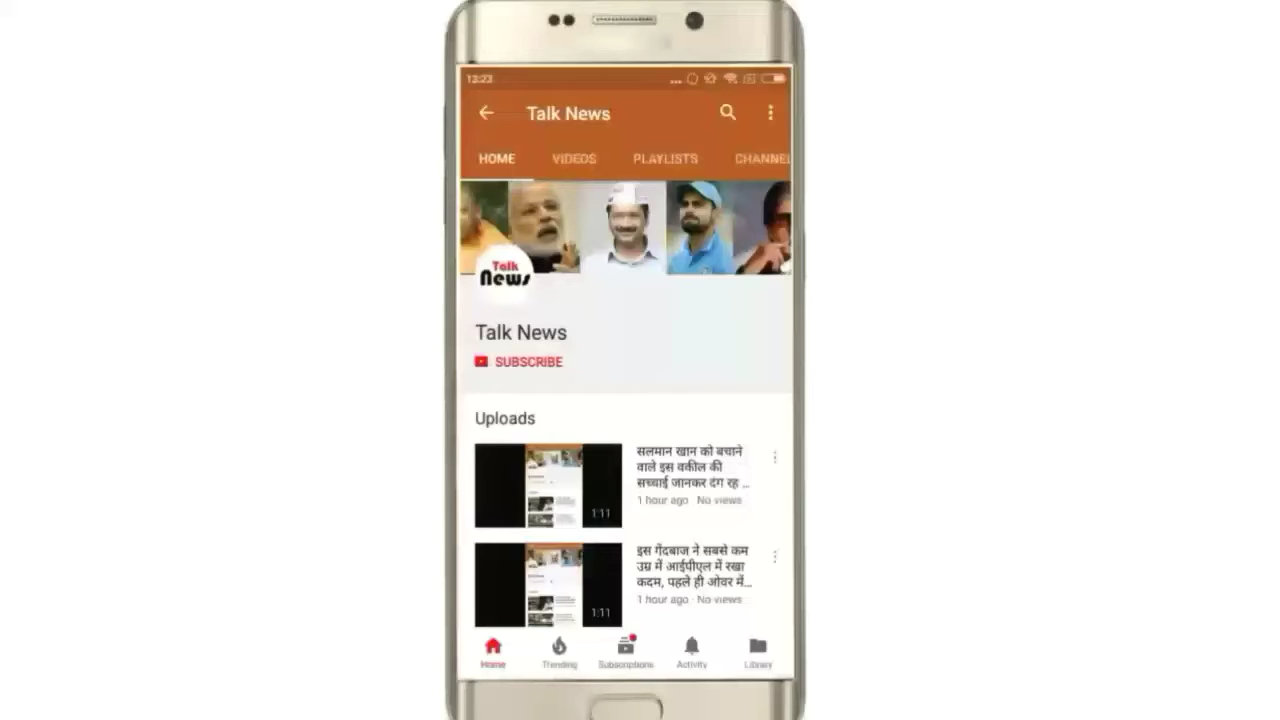 12:23
Talk News
HOME VIDEOS PLAYLISTS CHANNEL
Talk
News
Talk News
SUBSCRIBE
Uploads
सलमान खान को बचाने
वाले इस वकील की
सच्चाई जानकर दंग रह ...
1 hour ago · No views
1:11
इस गेंदबाज ने सबसे कम
उम्र में आईपीएल में रखा
कदम, पहले ही ओवर में...
1 hour ago · No views
1:11
Home Trending Subscriptions Activity Library